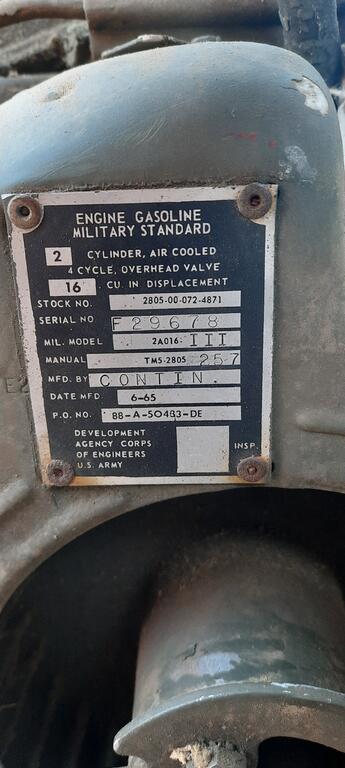 ENGINE GASOLINE
MILITARY STANDARD
2 CYLINDER, AIR COOLED
4 CYCLE, OVERHEAD VALVE
16 CU. IN DISPLACEMENT
STOCK NO. 2805-00-072-4871
SERIAL NO F29678
MIL. MODEL 2A016-III
MANUAL TM5-2805 257
MFD. BY CONTIN.
DATE MFD 6-65
P.O. NO. 88-A-50483-DE
DEVELOPMENT
AGENCY CORPS
OF ENGINEERS
U.S. ARMY
INSP.